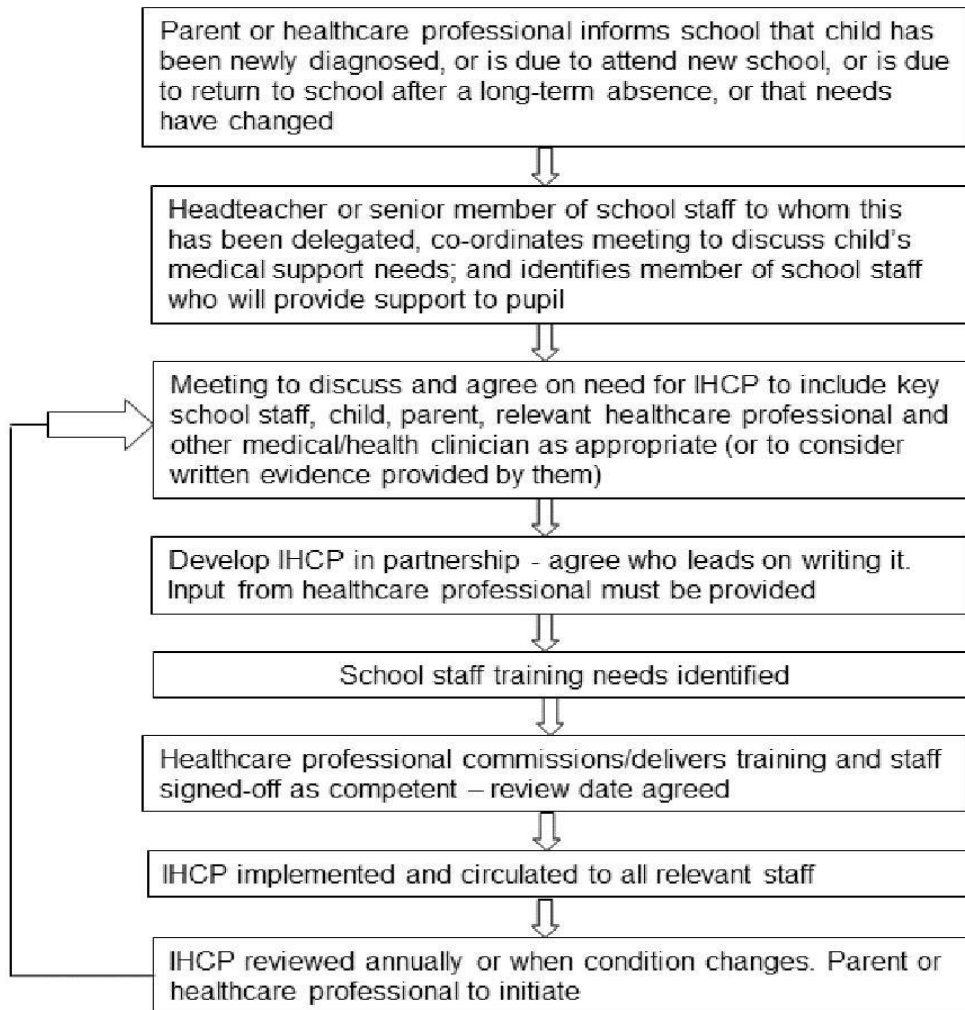 Parent or healthcare professional informs school that child has
been newly diagnosed, or is due to attend new school, or is due
to return to school after a long-term absence, or that needs
have changed
Headteacher or senior member of school staff to whom this
has been delegated, co-ordinates meeting to discuss child's
medical support needs; and identifies member of school staff
who will provide support to pupil
Meeting to discuss and agree on need for IHCP to include key
school staff, child, parent, relevant healthcare professional and
other medical/health clinician as appropriate (or to consider
written evidence provided by them)
Develop IHCP in partnership - agree who leads on writing it.
Input from healthcare professional must be provided
School staff training needs identified
Healthcare professional commissions/delivers training and staff
signed-off as competent – review date agreed
IHCP implemented and circulated to all relevant staff
IHCP reviewed annually or when condition changes. Parent or
healthcare professional to initiate